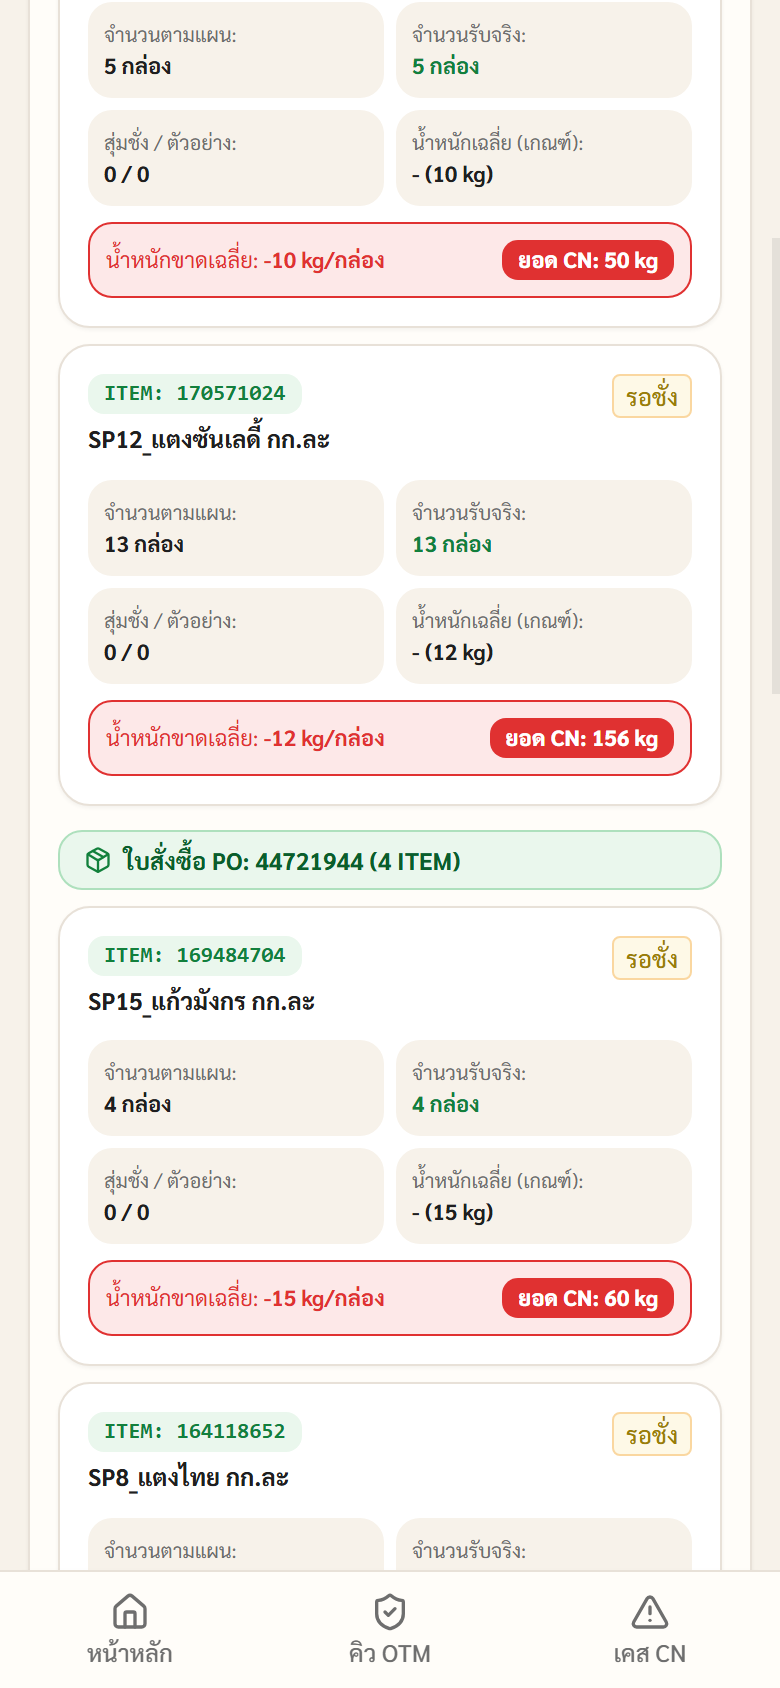 จำนวนตามแผน:
5 กล่อง
จำนวนรับจริง:
5 กล่อง
สุ่มชั่ง / ตัวอย่าง:
0 / 0
น้ำหนักเฉลี่ย (เกณฑ์):
- (10 kg)
น้ำหนักขาดเฉลี่ย: -10 kg/กล่อง
ยอด CN: 50 kg
ITEM: 170571024
รอชั่ง
SP12_แตงซันเลดี้ กก.ละ
จำนวนตามแผน:
13 กล่อง
จำนวนรับจริง:
13 กล่อง
สุ่มชั่ง / ตัวอย่าง:
0 / 0
น้ำหนักเฉลี่ย (เกณฑ์):
- (12 kg)
น้ำหนักขาดเฉลี่ย: -12 kg/กล่อง
ยอด CN: 156 kg
ใบสั่งซื้อ PO: 44721944 (4 ITEM)
ITEM: 169484704
รอชั่ง
SP15_แก้วมังกร กก.ละ
จำนวนตามแผน:
4 กล่อง
จำนวนรับจริง:
4 กล่อง
สุ่มชั่ง / ตัวอย่าง:
0 / 0
น้ำหนักเฉลี่ย (เกณฑ์):
- (15 kg)
น้ำหนักขาดเฉลี่ย: -15 kg/กล่อง
ยอด CN: 60 kg
ITEM: 164118652
รอชั่ง
SP8_แตงไทย กก.ละ
จำนวนตามแผน:
จำนวนรับจริง:
หน้าหลัก
คิว OTM
เคส CN